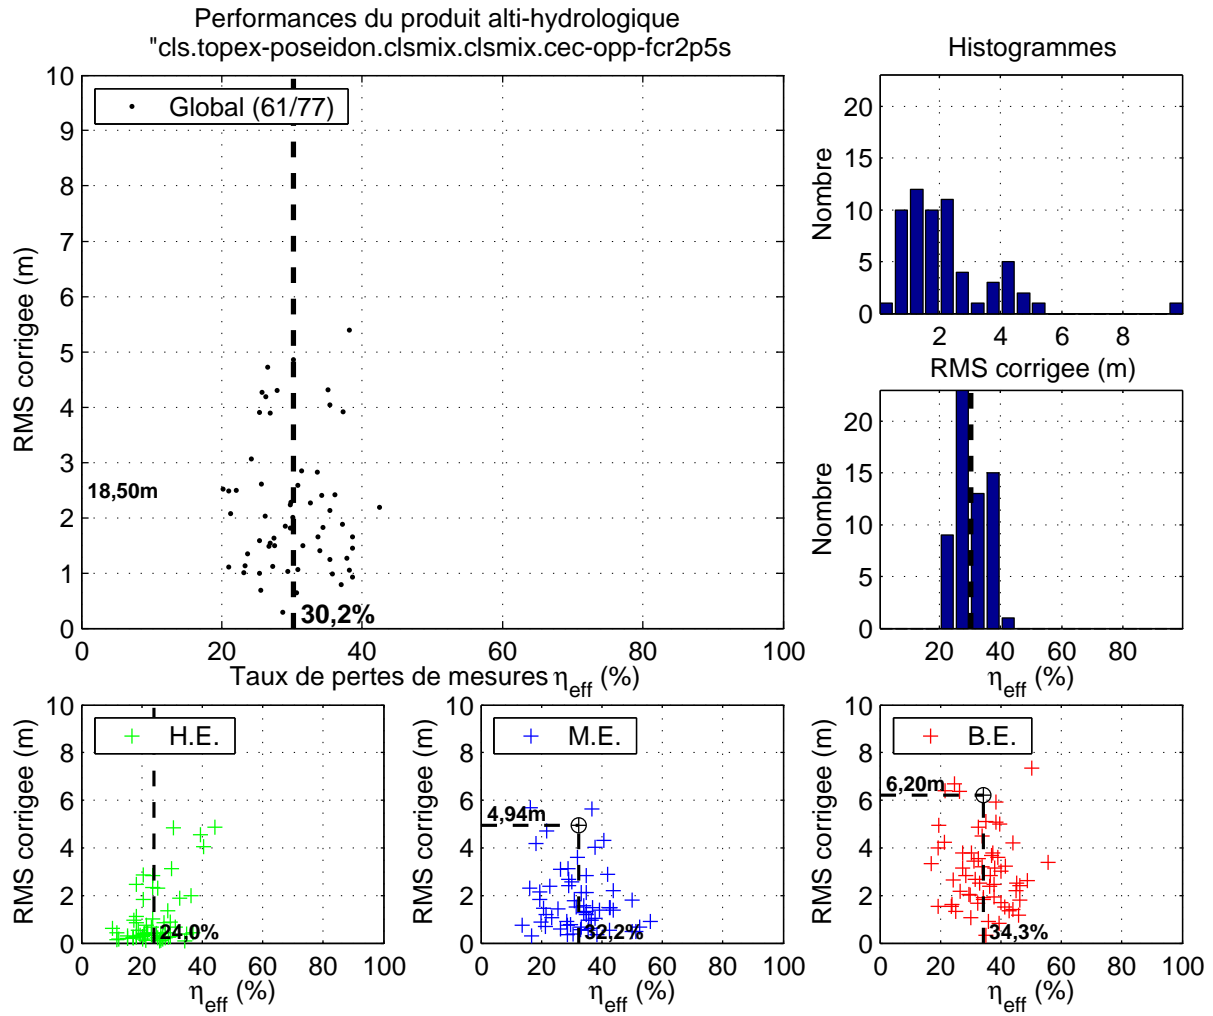 Performances du produit alti-hydrologique
"cls.topex-poseidon.clsmix.clsmix.cec-opp-fcr2p5s
Histogrammes
10
9
8
7
6
5
4
3
2
1
0
RMS corrigee (m)
Global (61/77)
18,50m
30,2%
0 20 40 60 80 100
Taux de pertes de mesures η_eff (%)
20
15
10
5
0
Nombre
2 4 6 8
RMS corrigee (m)
20
15
10
5
0
Nombre
20 40 60 80
η_eff (%)
10
8
6
4
2
0
RMS corrigee (m)
H.E.
24,0%
0 20 40 60 80 100
η_eff (%)
10
8
6
4
2
0
RMS corrigee (m)
M.E.
4,94m
32,2%
0 20 40 60 80 100
η_eff (%)
10
8
6
4
2
0
RMS corrigee (m)
B.E.
6,20m
34,3%
0 20 40 60 80 100
η_eff (%)